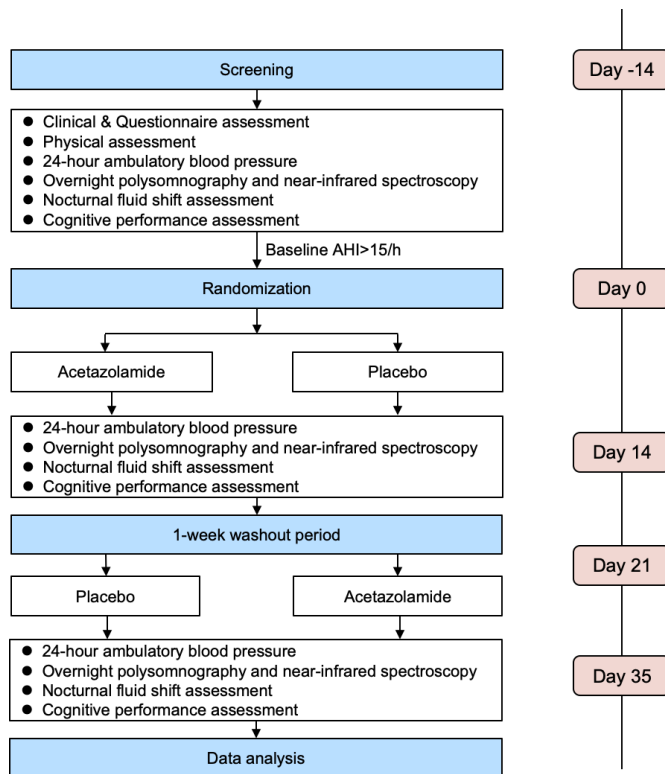 Screening
Day -14
● Clinical & Questionnaire assessment
● Physical assessment
● 24-hour ambulatory blood pressure
● Overnight polysomnography and near-infrared spectroscopy
● Nocturnal fluid shift assessment
● Cognitive performance assessment
Baseline AHI>15/h
Randomization
Day 0
Acetazolamide
Placebo
● 24-hour ambulatory blood pressure
● Overnight polysomnography and near-infrared spectroscopy
● Nocturnal fluid shift assessment
● Cognitive performance assessment
Day 14
1-week washout period
Day 21
Placebo
Acetazolamide
● 24-hour ambulatory blood pressure
● Overnight polysomnography and near-infrared spectroscopy
● Nocturnal fluid shift assessment
● Cognitive performance assessment
Day 35
Data analysis